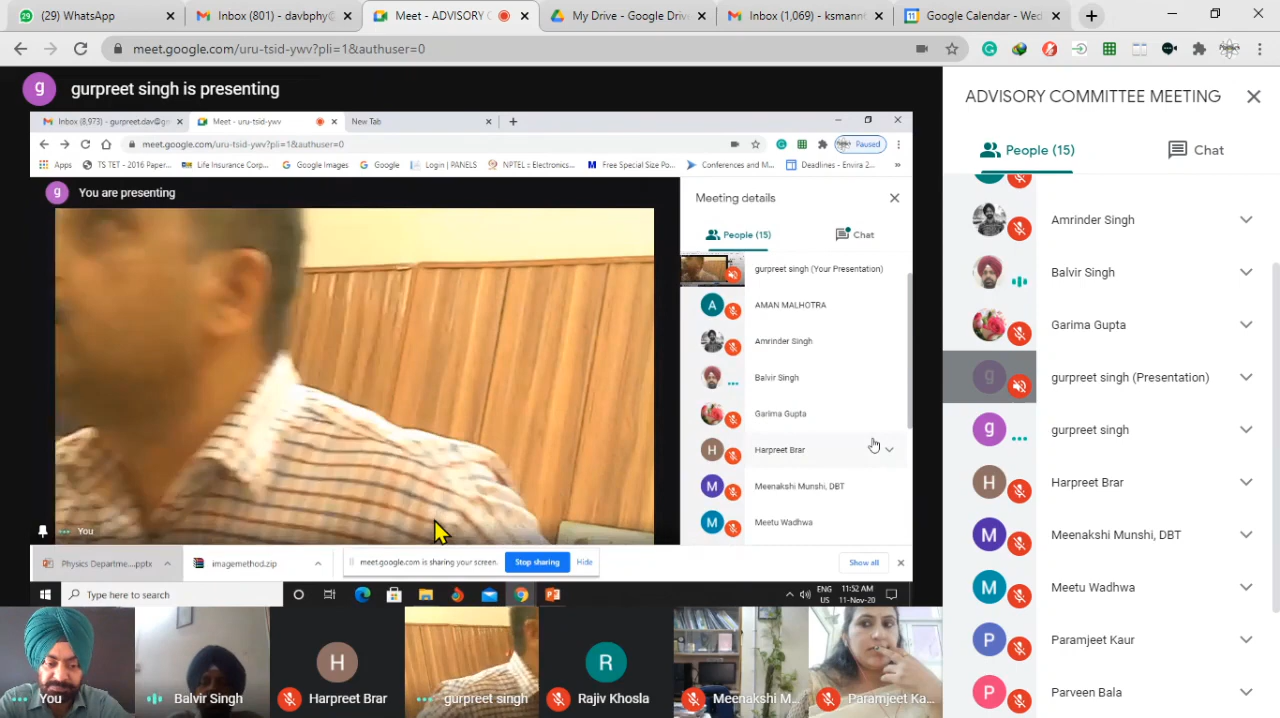 (29) WhatsApp
Inbox (801) - davbphy@
Meet - ADVISORY C
My Drive - Google Driv
Inbox (1,069) - ksmann
Google Calendar - We
meet.google.com/uru-tsid-ywv?pli=1&authuser=0
g gurpreet singh is presenting
Inbox (8,973) - gurpreet.dav@g
Meet - uru-tsid-ywv
New Tab
meet.google.com/uru-tsid-ywv?pli=1&authuser=0
Paused
Apps
TS TET - 2016 Paper...
Life Insurance Corp...
Google Images
Google
Login | PANELS
NPTEL :: Electronics...
Free Special Size Po...
Conferences and M...
Deadlines - Envira 2...
»
g You are presenting
Meeting details
People (15)
Chat
gurpreet singh (Your Presentation)
A AMAN MALHOTRA
Amrinder Singh
Balvir Singh
Garima Gupta
H Harpreet Brar
M Meenakshi Munshi, DBT
M Meetu Wadhwa
You
Physics Departme....pptx
imagemethod.zip
meet.google.com is sharing your screen.
Stop sharing
Hide
Show all
Type here to search
ENG
US
11:52 AM
11-Nov-20
You
Balvir Singh
H
Harpreet Brar
gurpreet singh
R
Rajiv Khosla
Meenakshi M...
Paramjeet Ka...
ADVISORY COMMITTEE MEETING
People (15)
Chat
Amrinder Singh
Balvir Singh
Garima Gupta
g gurpreet singh (Presentation)
g gurpreet singh
H Harpreet Brar
M Meenakshi Munshi, DBT
M Meetu Wadhwa
P Paramjeet Kaur
P Parveen Bala